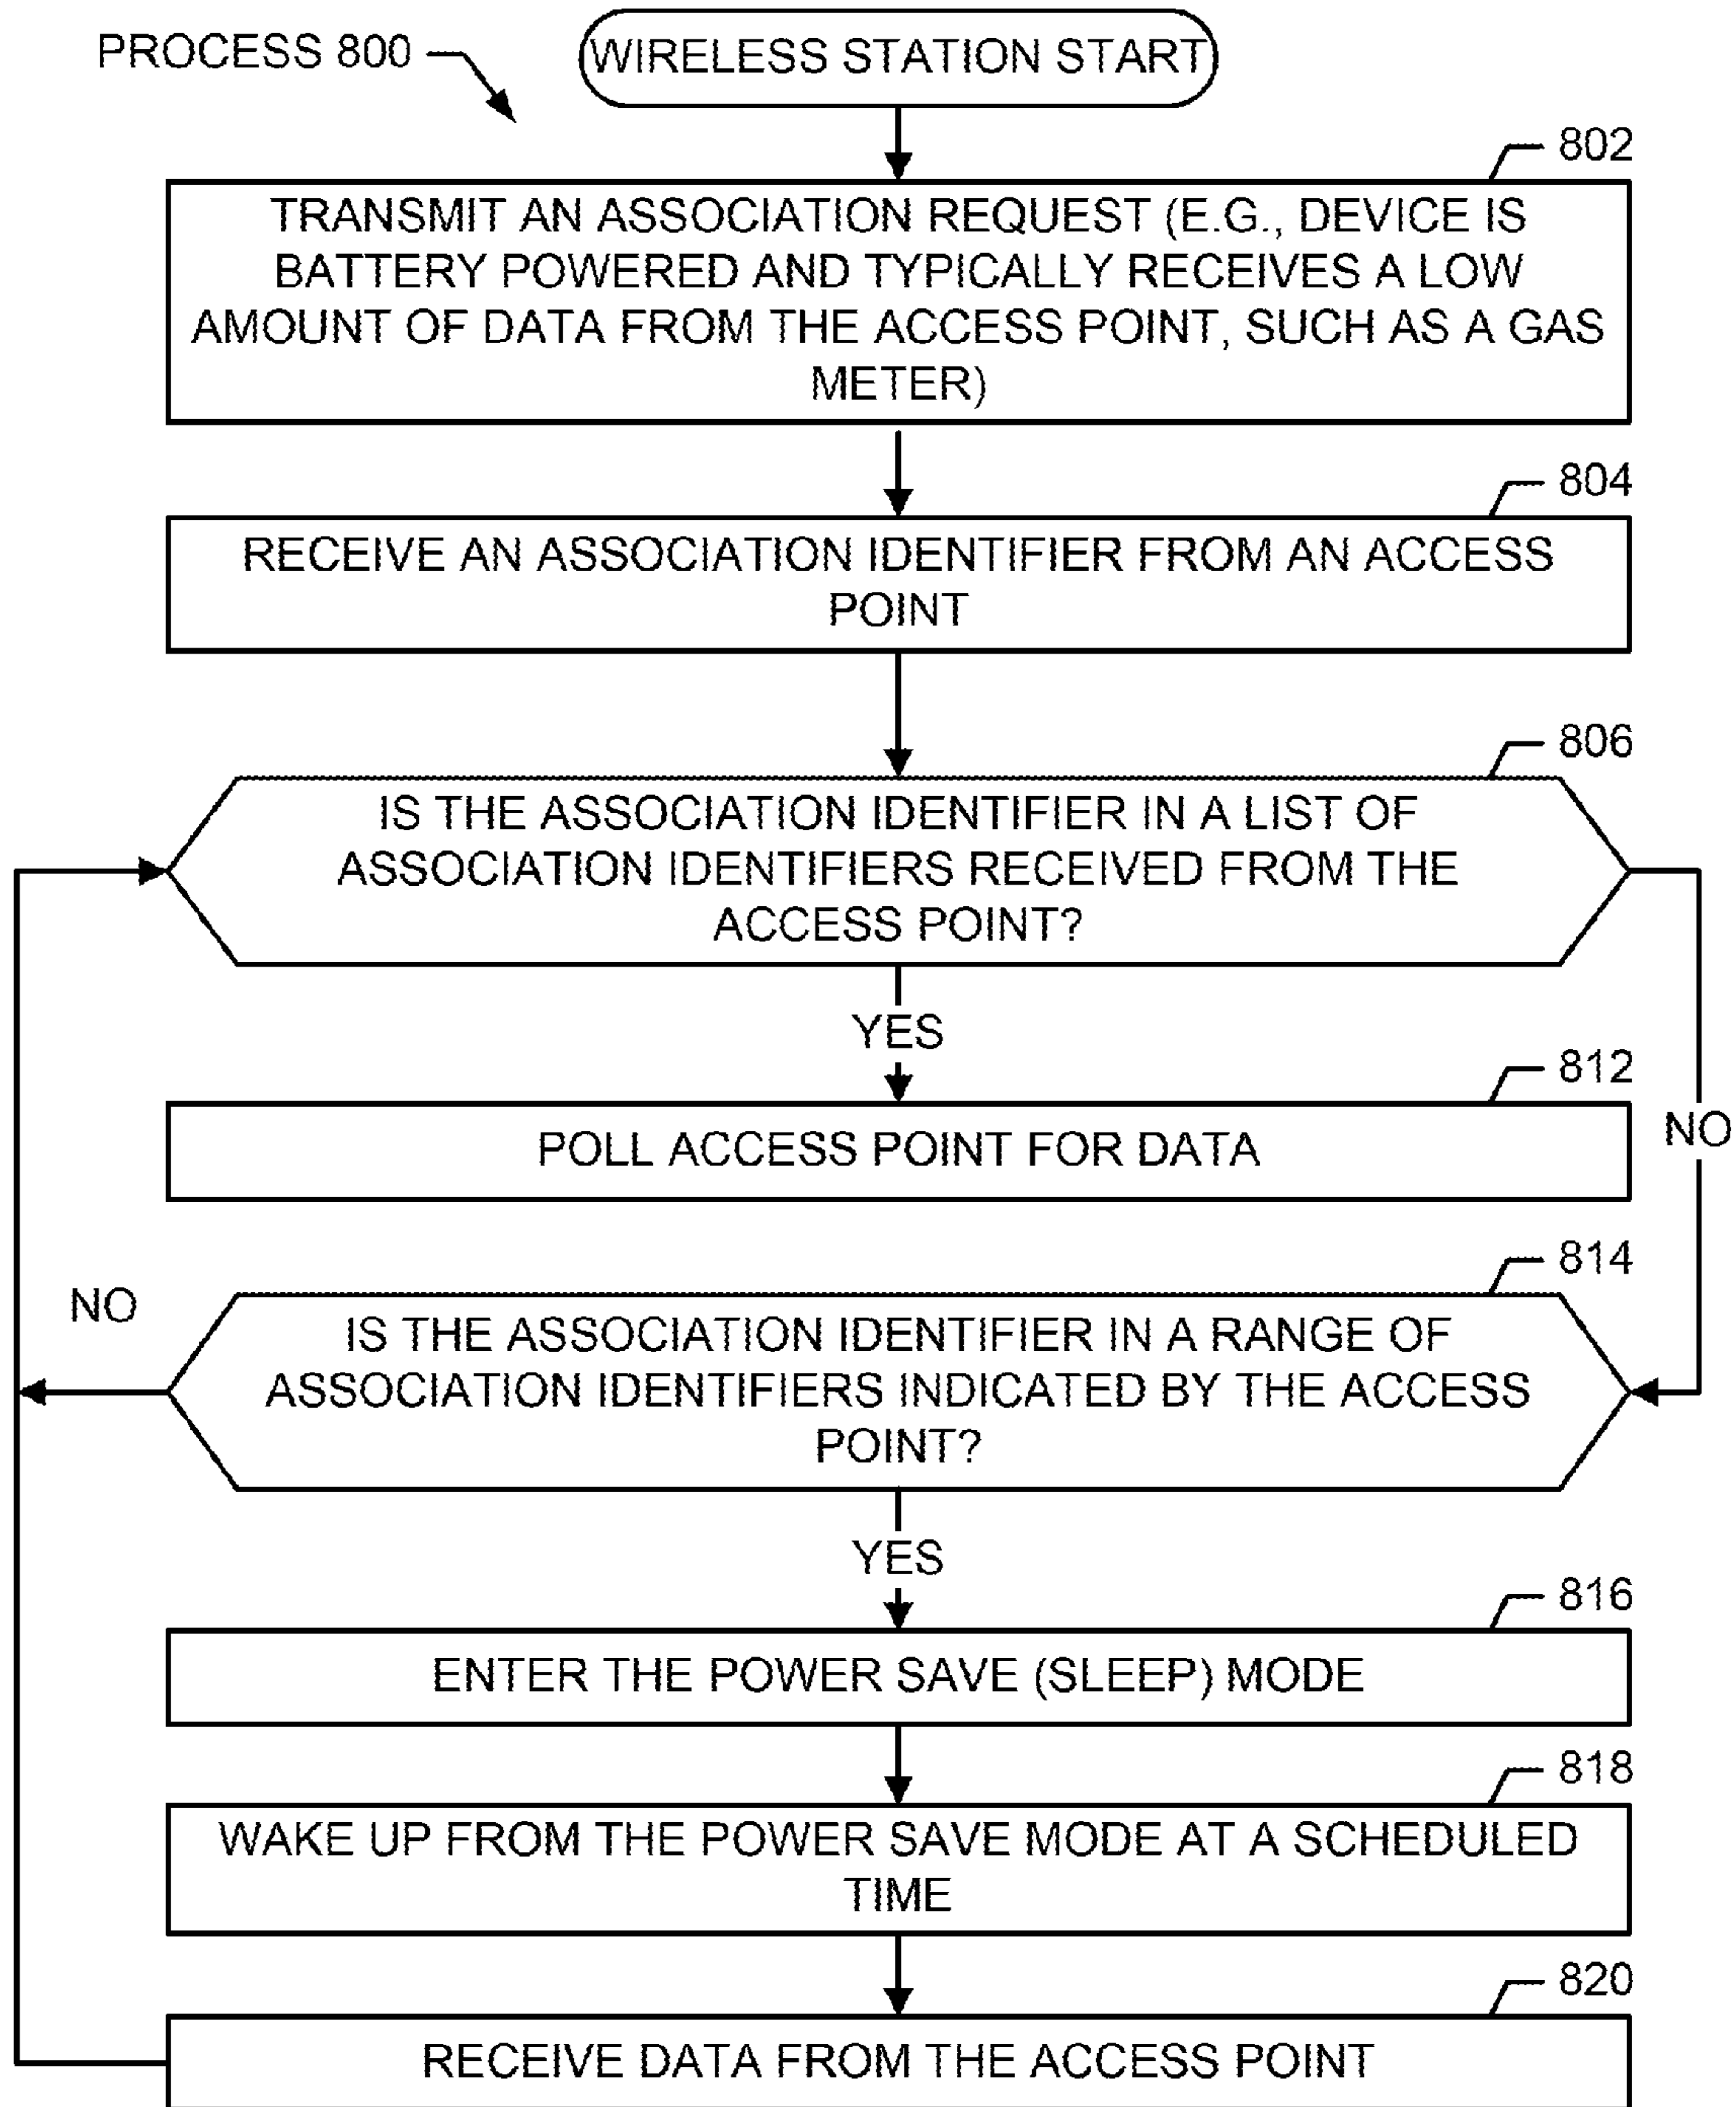 PROCESS 800
WIRELESS STATION START
802
TRANSMIT AN ASSOCIATION REQUEST (E.G., DEVICE IS
BATTERY POWERED AND TYPICALLY RECEIVES A LOW
AMOUNT OF DATA FROM THE ACCESS POINT, SUCH AS A GAS
METER)
804
RECEIVE AN ASSOCIATION IDENTIFIER FROM AN ACCESS
POINT
806
IS THE ASSOCIATION IDENTIFIER IN A LIST OF
ASSOCIATION IDENTIFIERS RECEIVED FROM THE
ACCESS POINT?
YES
812
NO
POLL ACCESS POINT FOR DATA
814
NO
IS THE ASSOCIATION IDENTIFIER IN A RANGE OF
ASSOCIATION IDENTIFIERS INDICATED BY THE ACCESS
POINT?
YES
816
ENTER THE POWER SAVE (SLEEP) MODE
818
WAKE UP FROM THE POWER SAVE MODE AT A SCHEDULED
TIME
820
RECEIVE DATA FROM THE ACCESS POINT